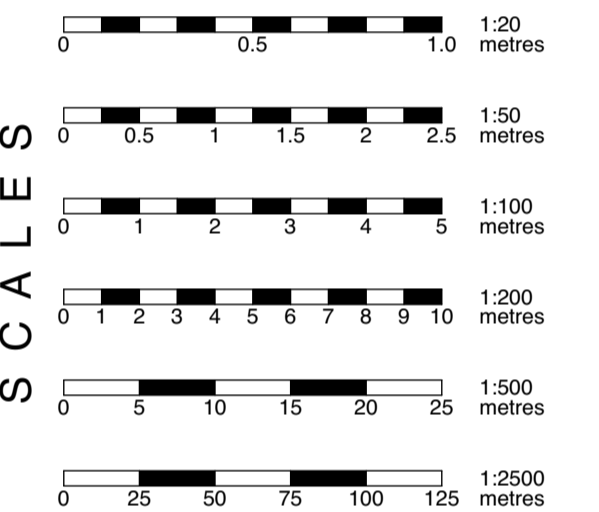 SCALES
1:20
0 0.5 1.0 metres
1:50
0 0.5 1 1.5 2 2.5 metres
1:100
0 1 2 3 4 5 metres
1:200
0 1 2 3 4 5 6 7 8 9 10 metres
1:500
0 5 10 15 20 25 metres
1:2500
0 25 50 75 100 125 metres